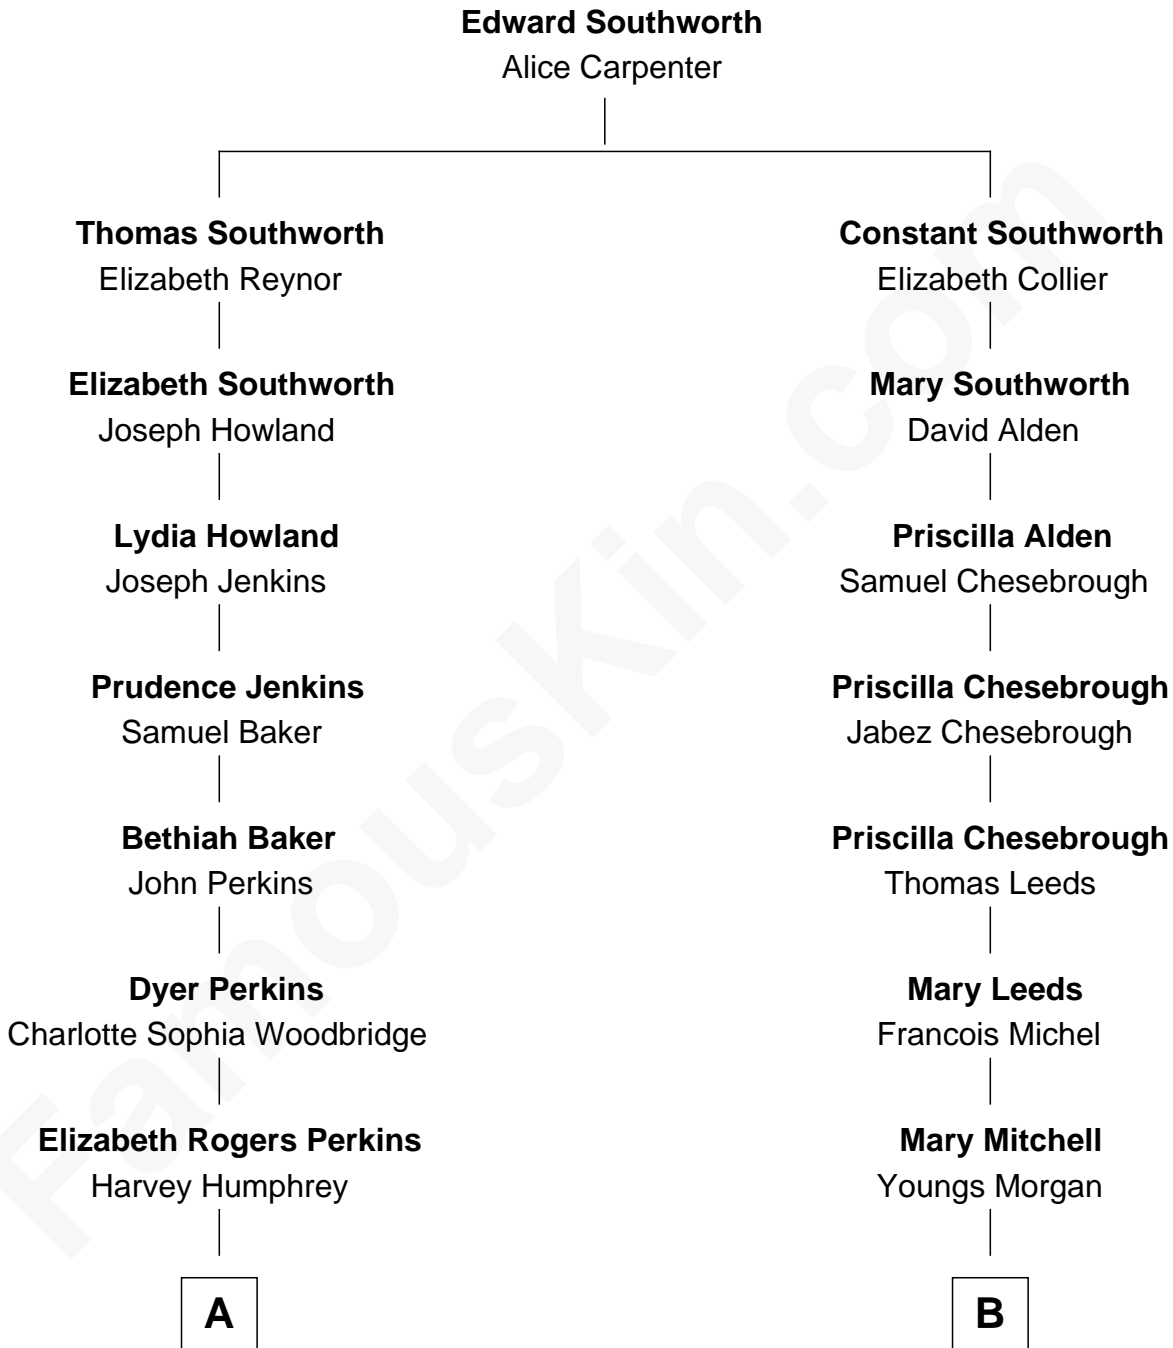 Edward Southworth
Alice Carpenter
Thomas Southworth
Elizabeth Reynor
Constant Southworth
Elizabeth Collier
Elizabeth Southworth
Joseph Howland
Mary Southworth
David Alden
Lydia Howland
Joseph Jenkins
Priscilla Alden
Samuel Chesebrough
Prudence Jenkins
Samuel Baker
Priscilla Chesebrough
Jabez Chesebrough
Bethiah Baker
John Perkins
Priscilla Chesebrough
Thomas Leeds
Dyer Perkins
Charlotte Sophia Woodbridge
Mary Leeds
Francois Michel
Elizabeth Rogers Perkins
Harvey Humphrey
Mary Mitchell
Youngs Morgan
A
B
FamousKin.com